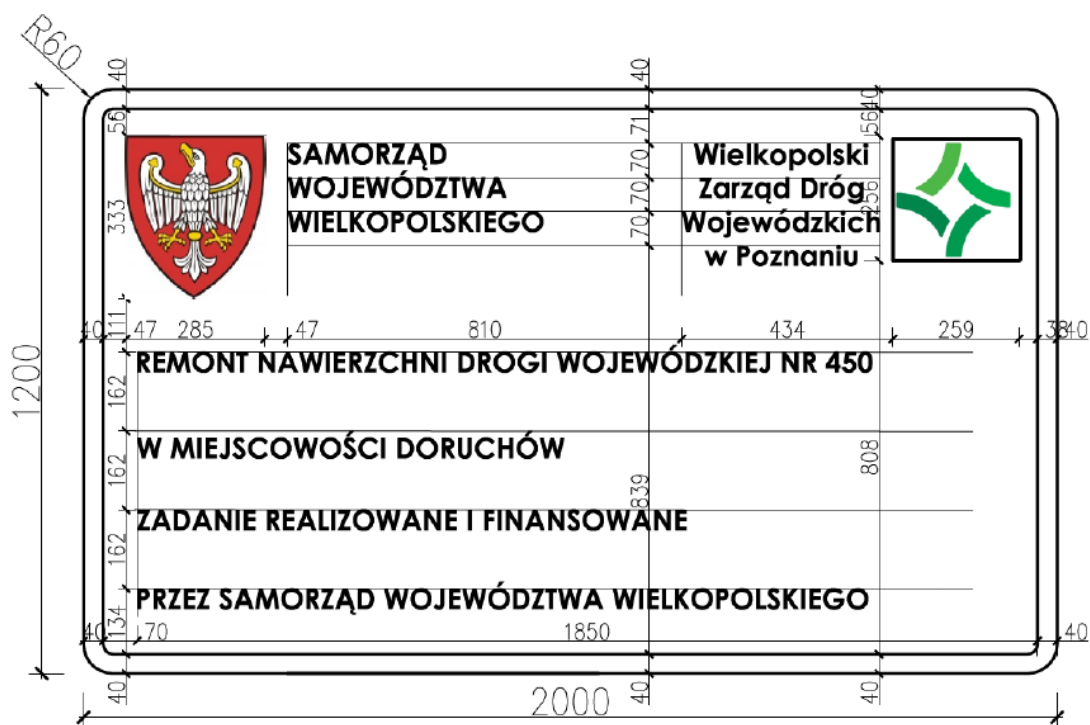 R60
40 40
56 71 56 40
SAMORZĄD
WOJEWÓDZTWA
WIELKOPOLSKIEGO
Wielkopolski
Zarząd Dróg
Wojewódzkich
w Poznaniu
333 70 70 70 256
111
40 47 285 47 810 434 259 38 40
1200
REMONT NAWIERZCHNI DROGI WOJEWÓDZKIEJ NR 450
162
W MIEJSCOWOŚCI DORUCHÓW
162 839 808
ZADANIE REALIZOWANE I FINANSOWANE
162
PRZEZ SAMORZĄD WOJEWÓDZTWA WIELKOPOLSKIEGO
134
40 70 1850 40
40 40 40
2000